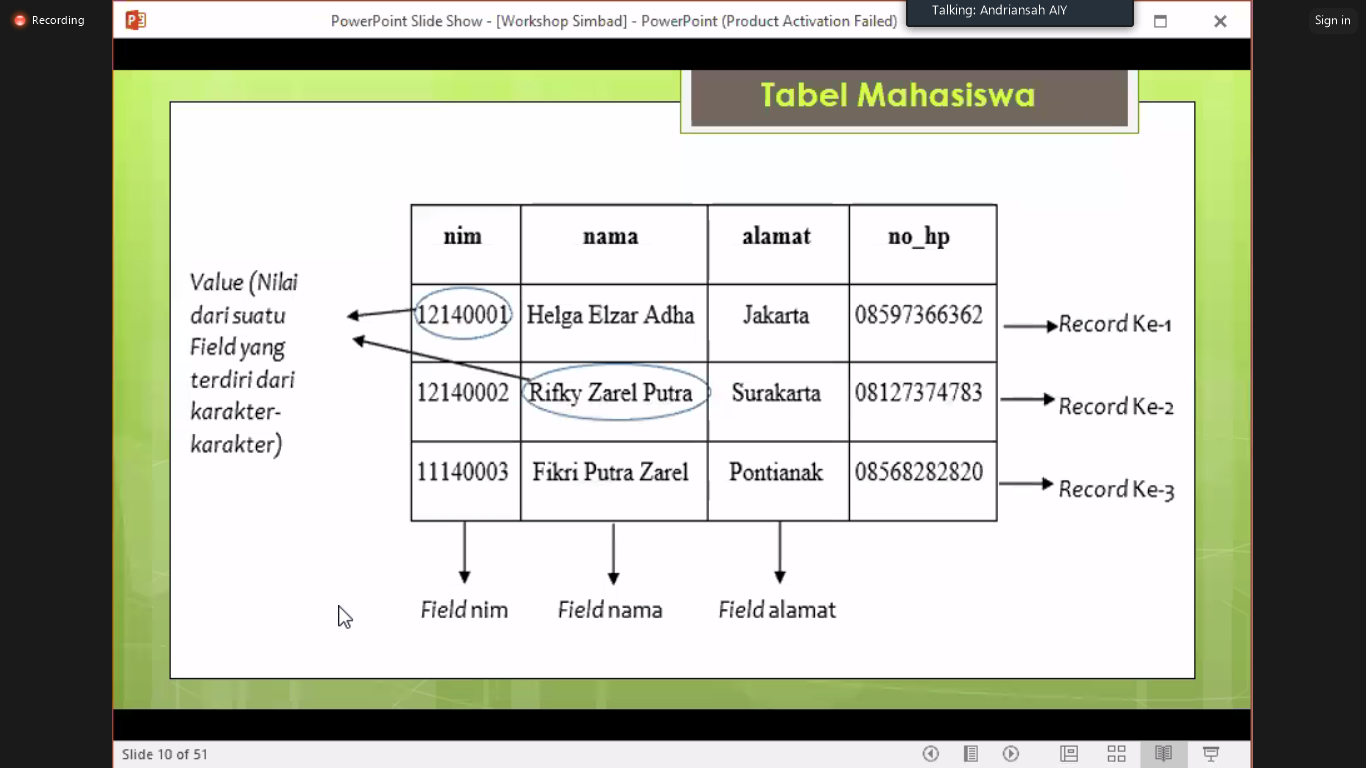 Recording
PowerPoint Slide Show - [Workshop Simbad] - PowerPoint (Product Activation Failed)
Talking: Andriansah AIY
Sign in
Tabel Mahasiswa
nim nama alamat no_hp
12140001 Helga Elzar Adha Jakarta 08597366362
12140002 Rifky Zarel Putra Surakarta 08127374783
11140003 Fikri Putra Zarel Pontianak 08568282820
Value (Nilai
dari suatu
Field yang
terdiri dari
karakter-
karakter)
Record Ke-1
Record Ke-2
Record Ke-3
Field nim Field nama Field alamat
Slide 10 of 51